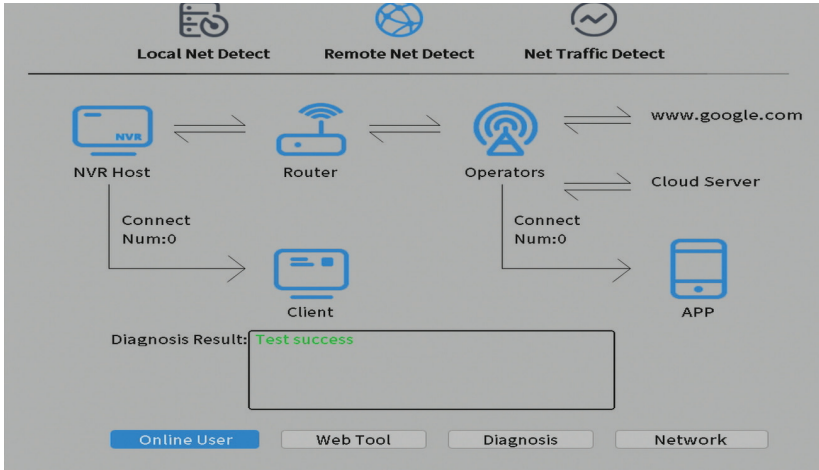 Local Net Detect
Remote Net Detect
Net Traffic Detect
NVR
www.google.com
NVR Host
Router
Operators
Cloud Server
Connect
Num:0
Connect
Num:0
Client
APP
Diagnosis Result:
Test success
Online User
Web Tool
Diagnosis
Network